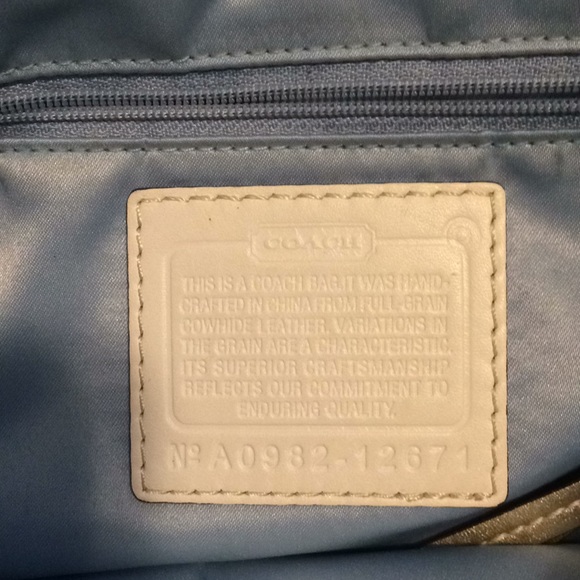 COACH
THIS IS A COACH BAG.IT WAS HAND-
CRAFTED IN CHINA FROM FULL-GRAIN
COWHIDE LEATHER. VARIATIONS IN
THE GRAIN ARE A CHARACTERISTIC.
ITS SUPERIOR CRAFTSMANSHIP
REFLECTS OUR COMMITMENT TO
ENDURING QUALITY.
Nº A0982-12671